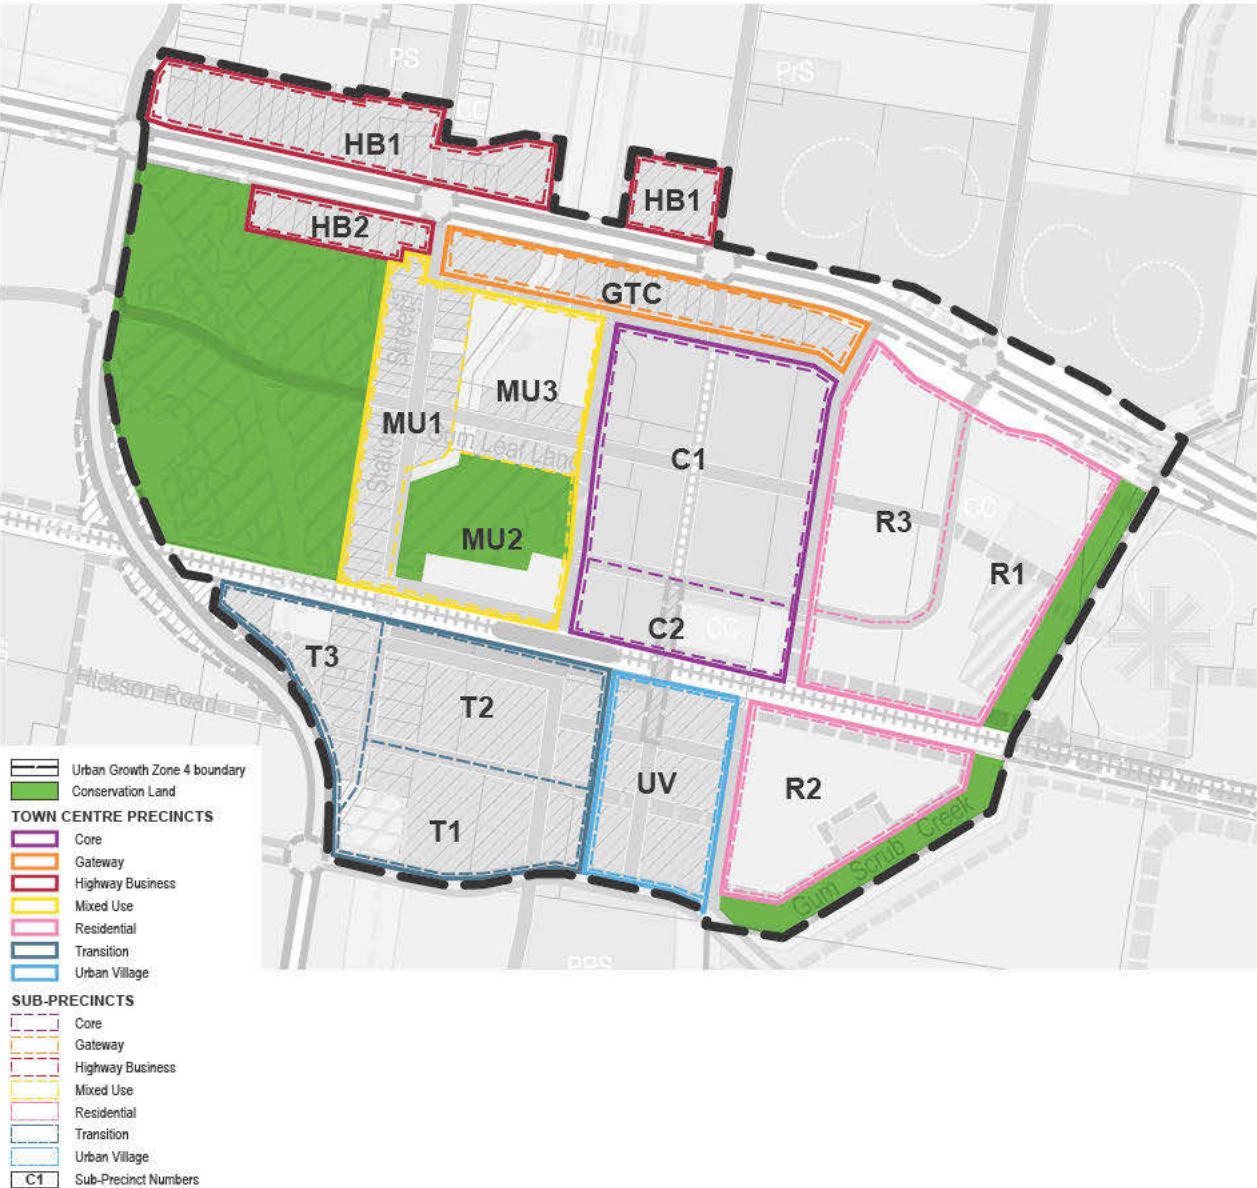 PS
PrS
CC
HB1
HB1
HB2
GTC
MU3
MU1
Station Street
Gum Leaf Lane
C1
MU2
R3
CC
R1
C2
CC
T3
Hickson Road
T2
UV
R2
T1
Gum Scrub Creek
Urban Growth Zone 4 boundary
Conservation Land
TOWN CENTRE PRECINCTS
Core
Gateway
Highway Business
Mixed Use
Residential
Transition
Urban Village
SUB-PRECINCTS
Core
Gateway
Highway Business
Mixed Use
Residential
Transition
Urban Village
C1 Sub-Precinct Numbers